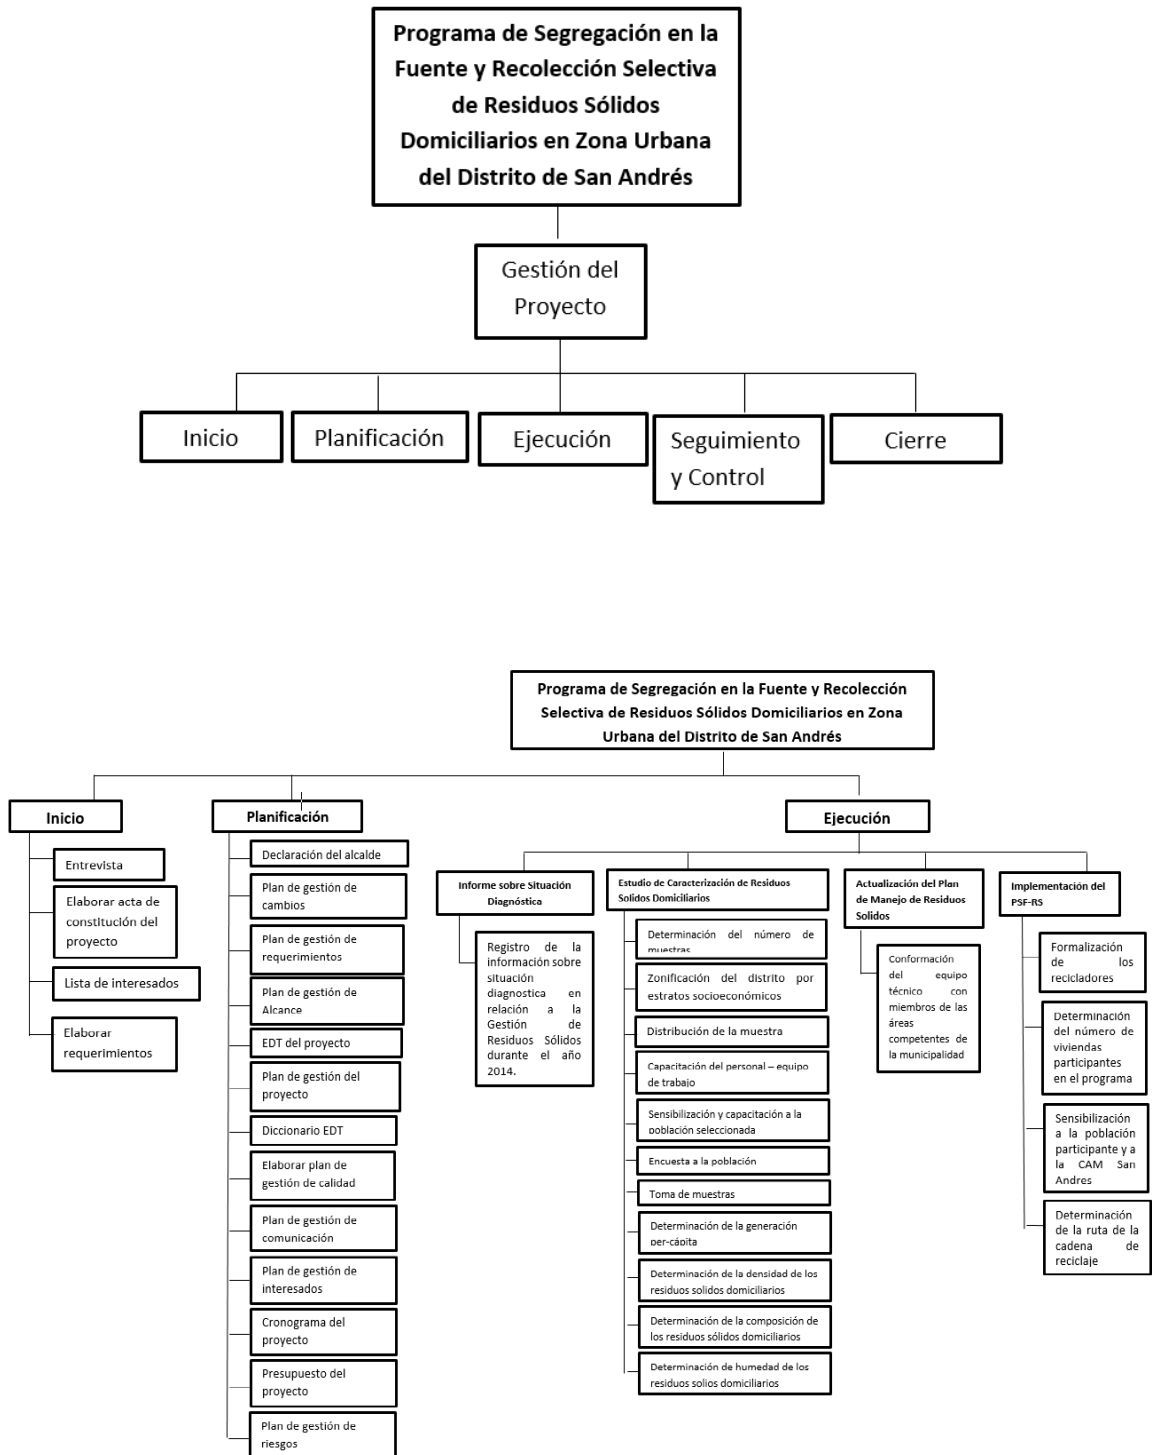 Programa de Segregación en la
Fuente y Recolección Selectiva
de Residuos Sólidos
Domiciliarios en Zona Urbana
del Distrito de San Andrés
Gestión del
Proyecto
Inicio
Planificación
Ejecución
Seguimiento
y Control
Cierre
Programa de Segregación en la Fuente y Recolección
Selectiva de Residuos Sólidos Domiciliarios en Zona
Urbana del Distrito de San Andrés
Inicio
Entrevista
Elaborar acta de
constitución del
proyecto
Lista de interesados
Elaborar
requerimientos
Planificación
Declaración del alcalde
Plan de gestión de
cambios
Plan de gestión de
requerimientos
Plan de gestión de
Alcance
EDT del proyecto
Plan de gestión del
proyecto
Diccionario EDT
Elaborar plan de
gestión de calidad
Plan de gestión de
comunicación
Plan de gestión de
interesados
Cronograma del
proyecto
Presupuesto del
proyecto
Plan de gestión de
riesgos
Ejecución
Informe sobre Situación
Diagnóstica
Registro de la
información sobre
situación
diagnostica en
relación a la
Gestión de
Residuos Sólidos
durante el año
2014.
Estudio de Caracterización de Residuos
Solidos Domiciliarios
Determinación del número de
muestras
Zonificación del distrito por
estratos socioeconómicos
Distribución de la muestra
Capacitación del personal – equipo
de trabajo
Sensibilización y capacitación a la
población seleccionada
Encuesta a la población
Toma de muestras
Determinación de la generación
per-cápita
Determinación de la densidad de los
residuos solidos domiciliarios
Determinación de la composición de
los residuos sólidos domiciliarios
Determinación de humedad de los
residuos solios domiciliarios
Actualización del Plan
de Manejo de Residuos
Solidos
Conformación
del equipo
técnico con
miembros de las
áreas
competentes de
la municipalidad
Implementación del
PSF-RS
Formalización
de los
recicladores
Determinación
del número de
viviendas
participantes
en el programa
Sensibilización
a la población
participante y a
la CAM San
Andres
Determinación
de la ruta de la
cadena de
reciclaje